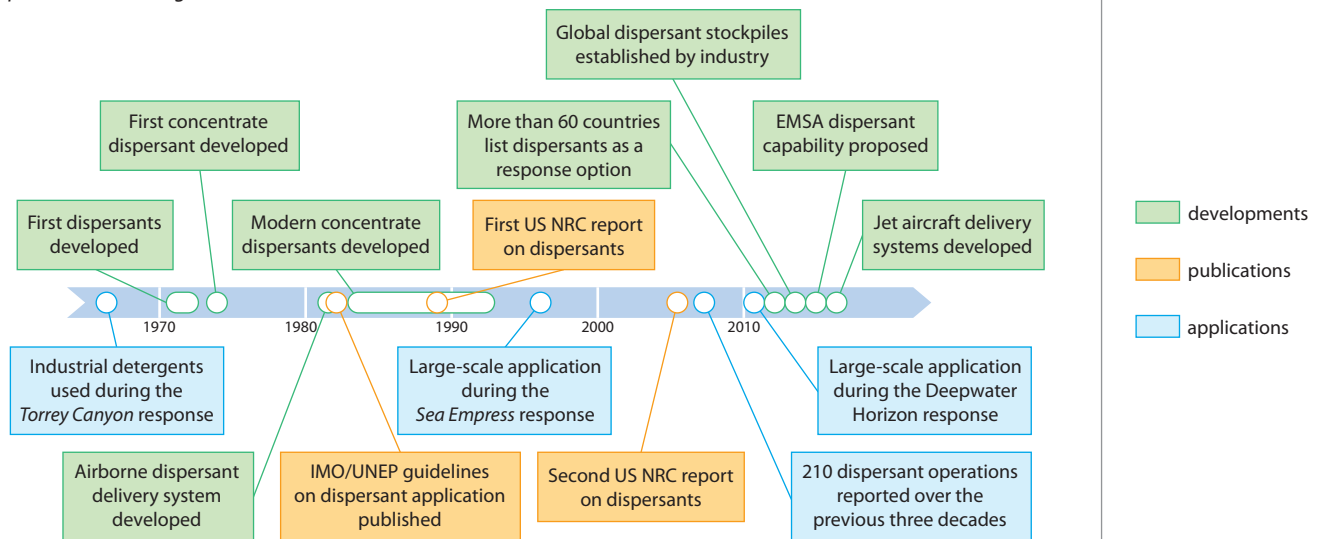 Global dispersant stockpiles
established by industry
First concentrate
dispersant developed
More than 60 countries
list dispersants as a
response option
EMSA dispersant
capability proposed
First dispersants
developed
Modern concentrate
dispersants developed
First US NRC report
on dispersants
Jet aircraft delivery
systems developed
developments
publications
applications
1970
1980
1990
2000
2010
Industrial detergents
used during the
Torrey Canyon response
Large-scale application
during the
Sea Empress response
Large-scale application
during the Deepwater
Horizon response
Airborne dispersant
delivery system
developed
IMO/UNEP guidelines
on dispersant application
published
Second US NRC report
on dispersants
210 dispersant operations
reported over the
previous three decades